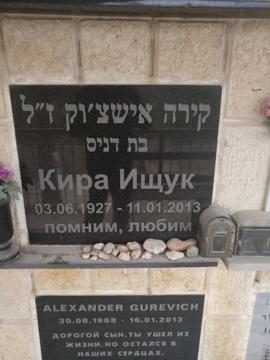 קירה אישצ'וק ז"ל
בת דניס
Кира Ищук
03.06.1927 - 11.01.2013
помним, любим
ALEXANDER GUREVICH
30.08.1968 - 16.01.2013
ДОРОГОЙ СЫН, ТЫ УШЕЛ ИЗ
ЖИЗНИ, НО ОСТАЛСЯ В
НАШИХ СЕРДЦАХ.